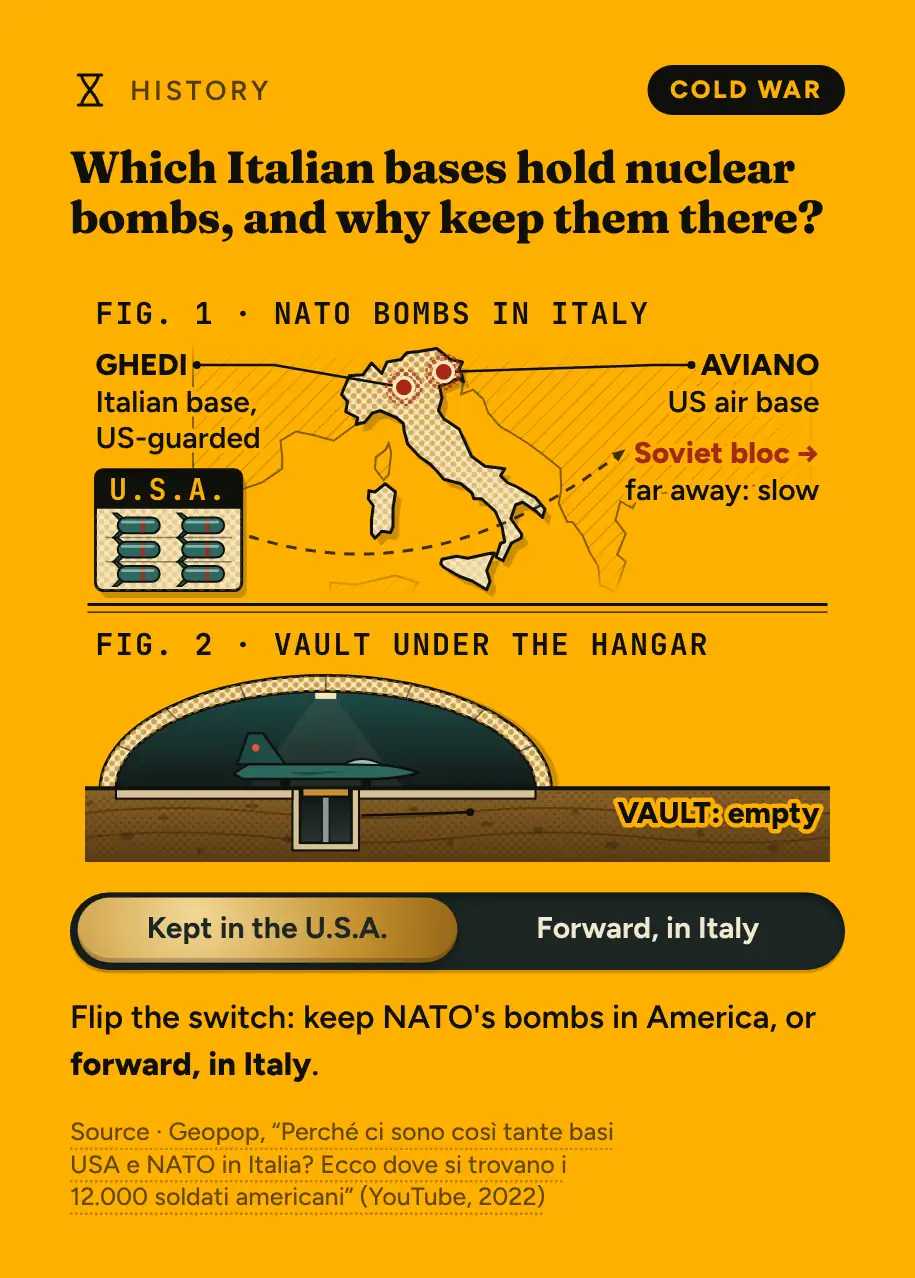 HISTORY
COLD WAR
Which Italian bases hold nuclear
bombs, and why keep them there?
FIG. 1 · NATO BOMBS IN ITALY
GHEDI
Italian base,
US-guarded
AVIANO
US air base
Soviet bloc →
far away: slow
U.S.A.
FIG. 2 · VAULT UNDER THE HANGAR
VAULT: empty
Kept in the U.S.A.
Forward, in Italy
Flip the switch: keep NATO's bombs in America, or
forward, in Italy.
Source · Geopop, “Perché ci sono così tante basi
USA e NATO in Italia? Ecco dove si trovano i
12.000 soldati americani” (YouTube, 2022)